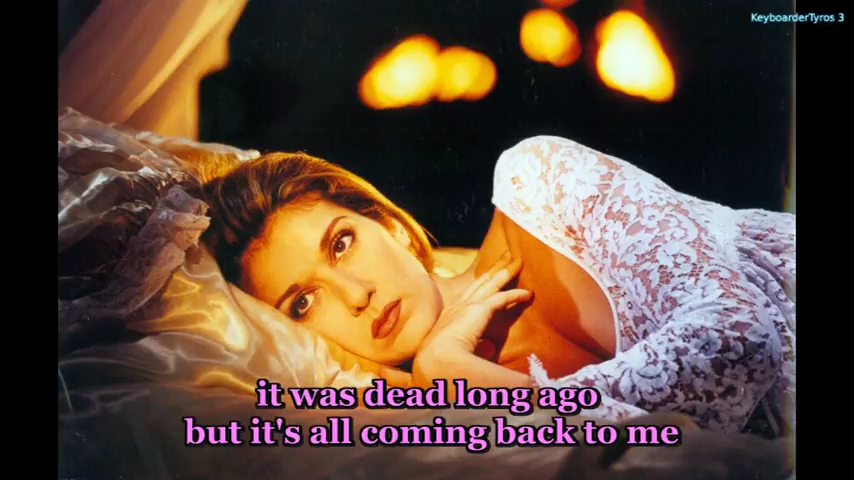 KeyboarderTyros 3
it was dead long ago
but it's all coming back to me